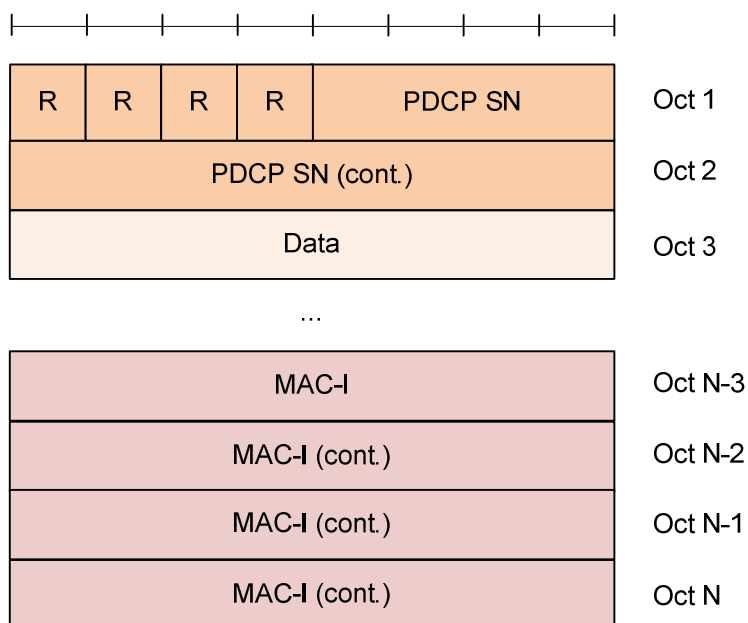 R R R R PDCP SN Oct 1
PDCP SN (cont.) Oct 2
Data Oct 3
...
MAC-I Oct N-3
MAC-I (cont.) Oct N-2
MAC-I (cont.) Oct N-1
MAC-I (cont.) Oct N